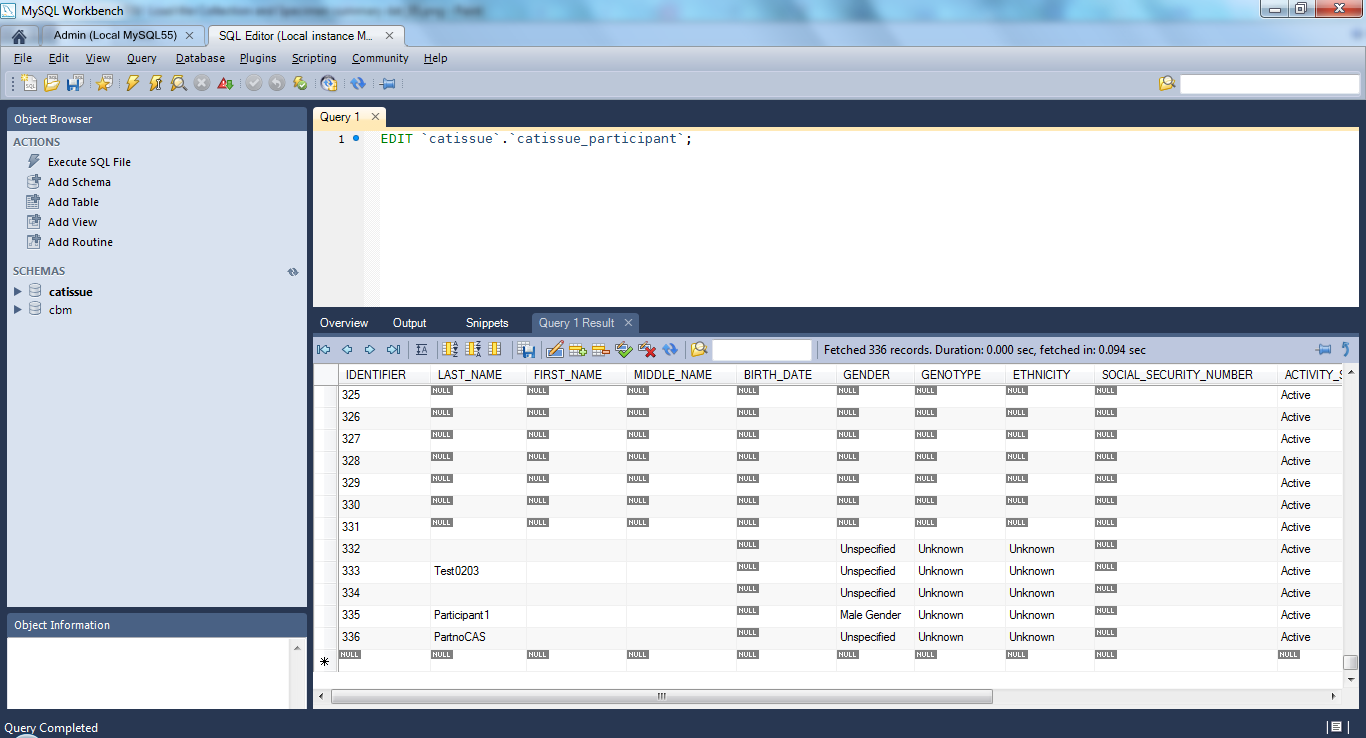 MySQL Workbench
Admin (Local MySQL55)
SQL Editor (Local instance M...
File Edit View Query Database Plugins Scripting Community Help
Object Browser
ACTIONS
Execute SQL File
Add Schema
Add Table
Add View
Add Routine
SCHEMAS
catissue
cbm
Object Information
Query 1
1 EDIT `catissue`.`catissue_participant`;
Overview Output Snippets Query 1 Result
Fetched 336 records. Duration: 0.000 sec, fetched in: 0.094 sec
IDENTIFIER LAST_NAME FIRST_NAME MIDDLE_NAME BIRTH_DATE GENDER GENOTYPE ETHNICITY SOCIAL_SECURITY_NUMBER ACTIVITY_S
325 NULL NULL NULL NULL NULL NULL NULL NULL Active
326 NULL NULL NULL NULL NULL NULL NULL NULL Active
327 NULL NULL NULL NULL NULL NULL NULL NULL Active
328 NULL NULL NULL NULL NULL NULL NULL NULL Active
329 NULL NULL NULL NULL NULL NULL NULL NULL Active
330 NULL NULL NULL NULL NULL NULL NULL NULL Active
331 NULL NULL NULL NULL NULL NULL NULL NULL Active
332 NULL Unspecified Unknown Unknown NULL Active
333 Test0203 NULL Unspecified Unknown Unknown NULL Active
334 NULL Unspecified Unknown Unknown NULL Active
335 Participant1 NULL Male Gender Unknown Unknown NULL Active
336 PartnoCAS NULL Unspecified Unknown Unknown NULL Active
NULL NULL NULL NULL NULL NULL NULL NULL NULL NULL
Query Completed